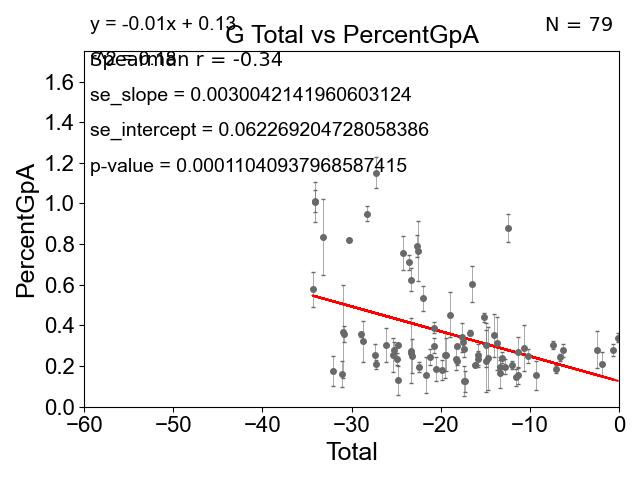 y = -0.01x + 0.13
N = 79
G Total vs PercentGpA
Spearman r = -0.34
se_slope = 0.0030042141960603124
se_intercept = 0.062269204728058386
p-value = 0.00011040937968587415
PercentGpA
1.6
1.4
1.2
1.0
0.8
0.6
0.4
0.2
0.0
−60 −50 −40 −30 −20 −10 0
Total